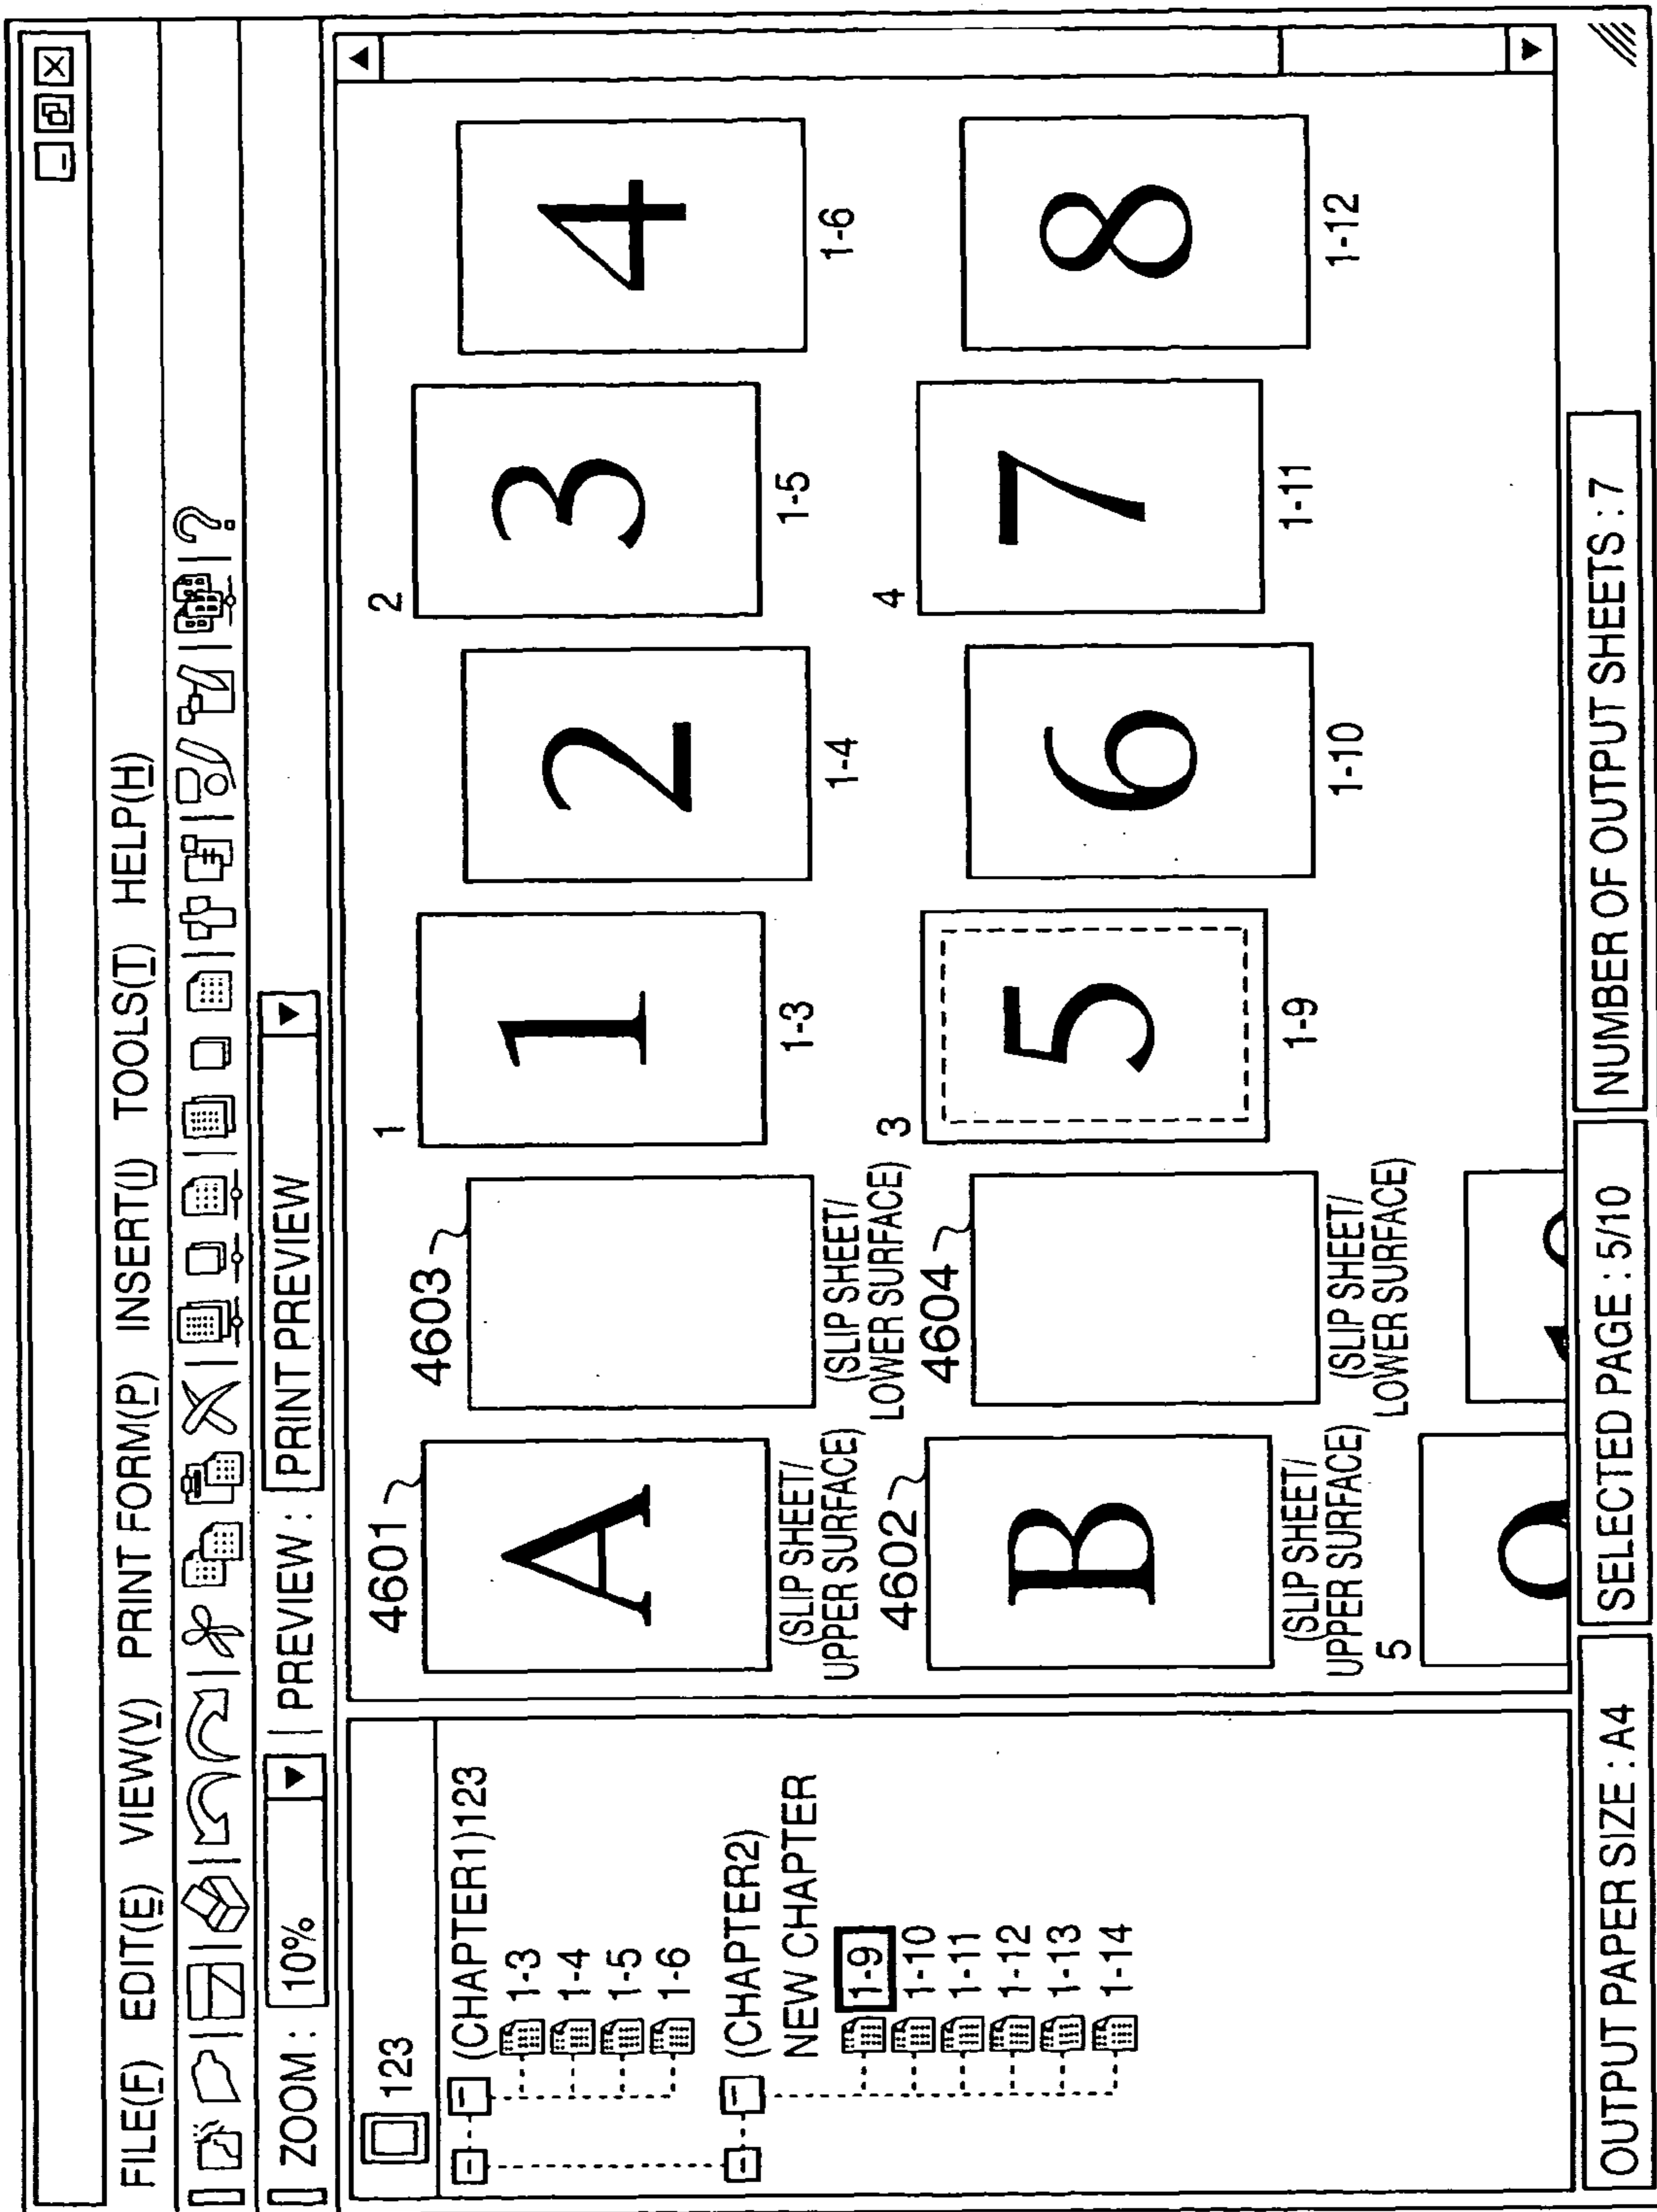 FILE(F) EDIT(E) VIEW(V) PRINT FORM(P) INSERT(I) TOOLS(T) HELP(H)
?
ZOOM : 10% PREVIEW : PRINT PREVIEW
123
(CHAPTER1)123
1-3
1-4
1-5
1-6
(CHAPTER2)
NEW CHAPTER
1-9
1-10
1-11
1-12
1-13
1-14
4601 4603 1 2
A 1 2 3 4
(SLIP SHEET/
UPPER SURFACE)
(SLIP SHEET/
LOWER SURFACE)
1-3 1-4 1-5 1-6
4602 4604 3 4
B 5 6 7 8
(SLIP SHEET/
UPPER SURFACE)
(SLIP SHEET/
LOWER SURFACE)
1-9 1-10 1-11 1-12
5
OUTPUT PAPER SIZE : A4 SELECTED PAGE : 5/10 NUMBER OF OUTPUT SHEETS : 7